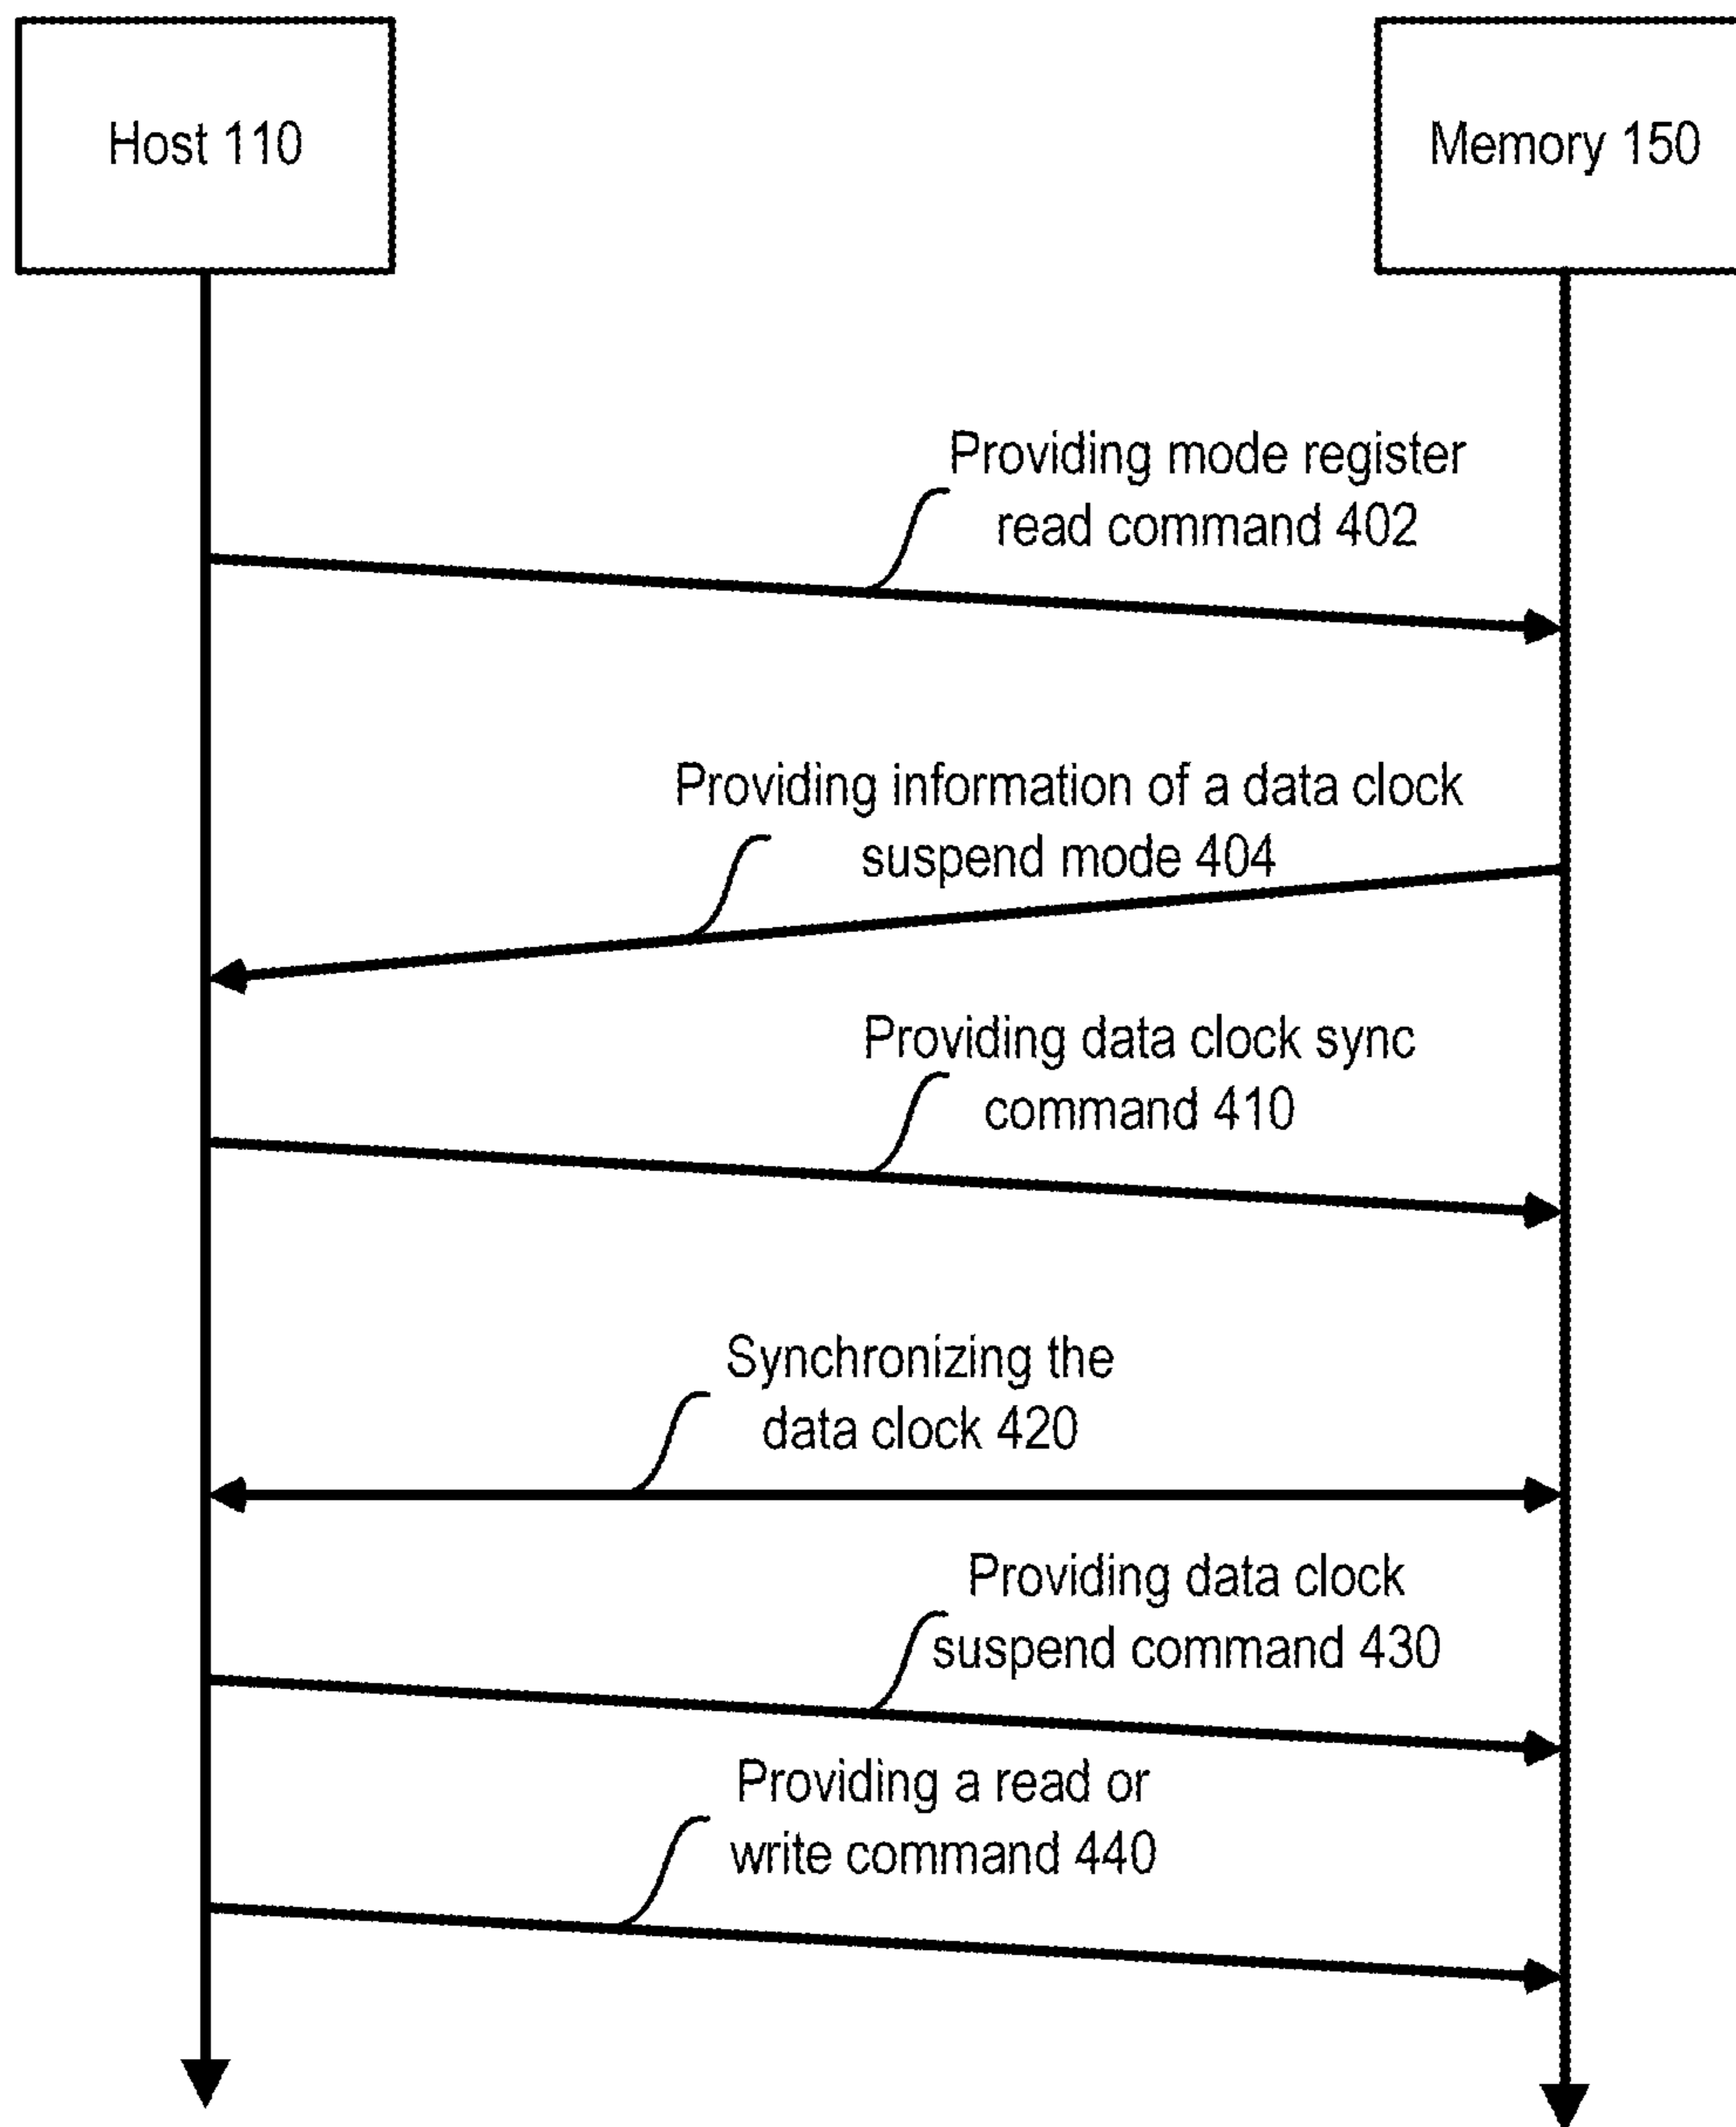 Host 110
Memory 150
Providing mode register
read command 402
Providing information of a data clock
suspend mode 404
Providing data clock sync
command 410
Synchronizing the
data clock 420
Providing data clock
suspend command 430
Providing a read or
write command 440